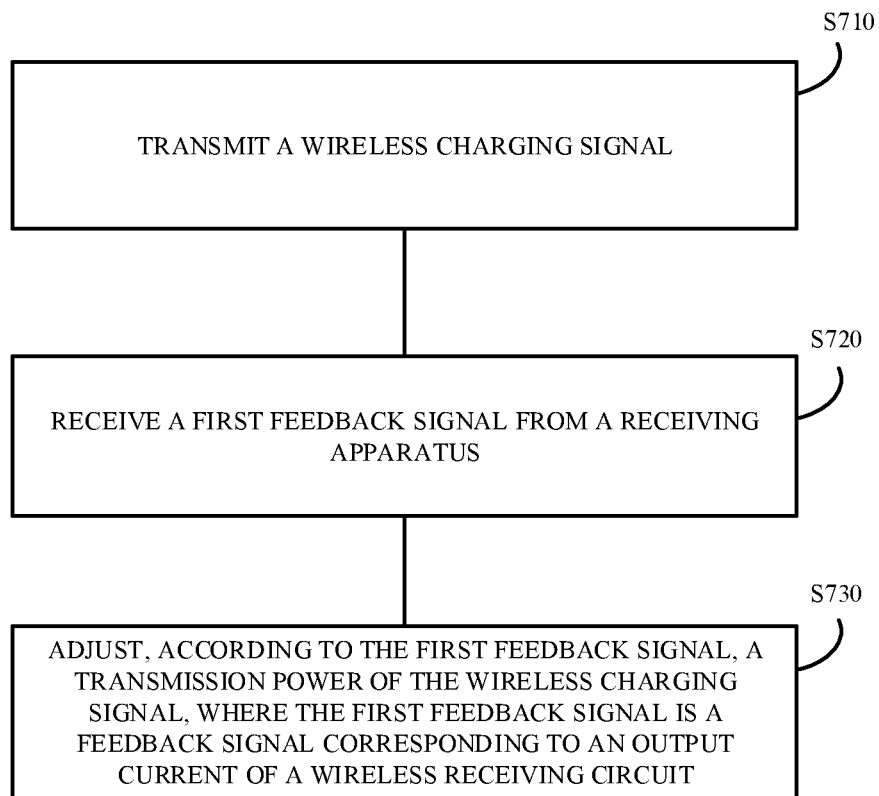 S710
TRANSMIT A WIRELESS CHARGING SIGNAL
S720
RECEIVE A FIRST FEEDBACK SIGNAL FROM A RECEIVING
APPARATUS
S730
ADJUST, ACCORDING TO THE FIRST FEEDBACK SIGNAL, A
TRANSMISSION POWER OF THE WIRELESS CHARGING
SIGNAL, WHERE THE FIRST FEEDBACK SIGNAL IS A
FEEDBACK SIGNAL CORRESPONDING TO AN OUTPUT
CURRENT OF A WIRELESS RECEIVING CIRCUIT